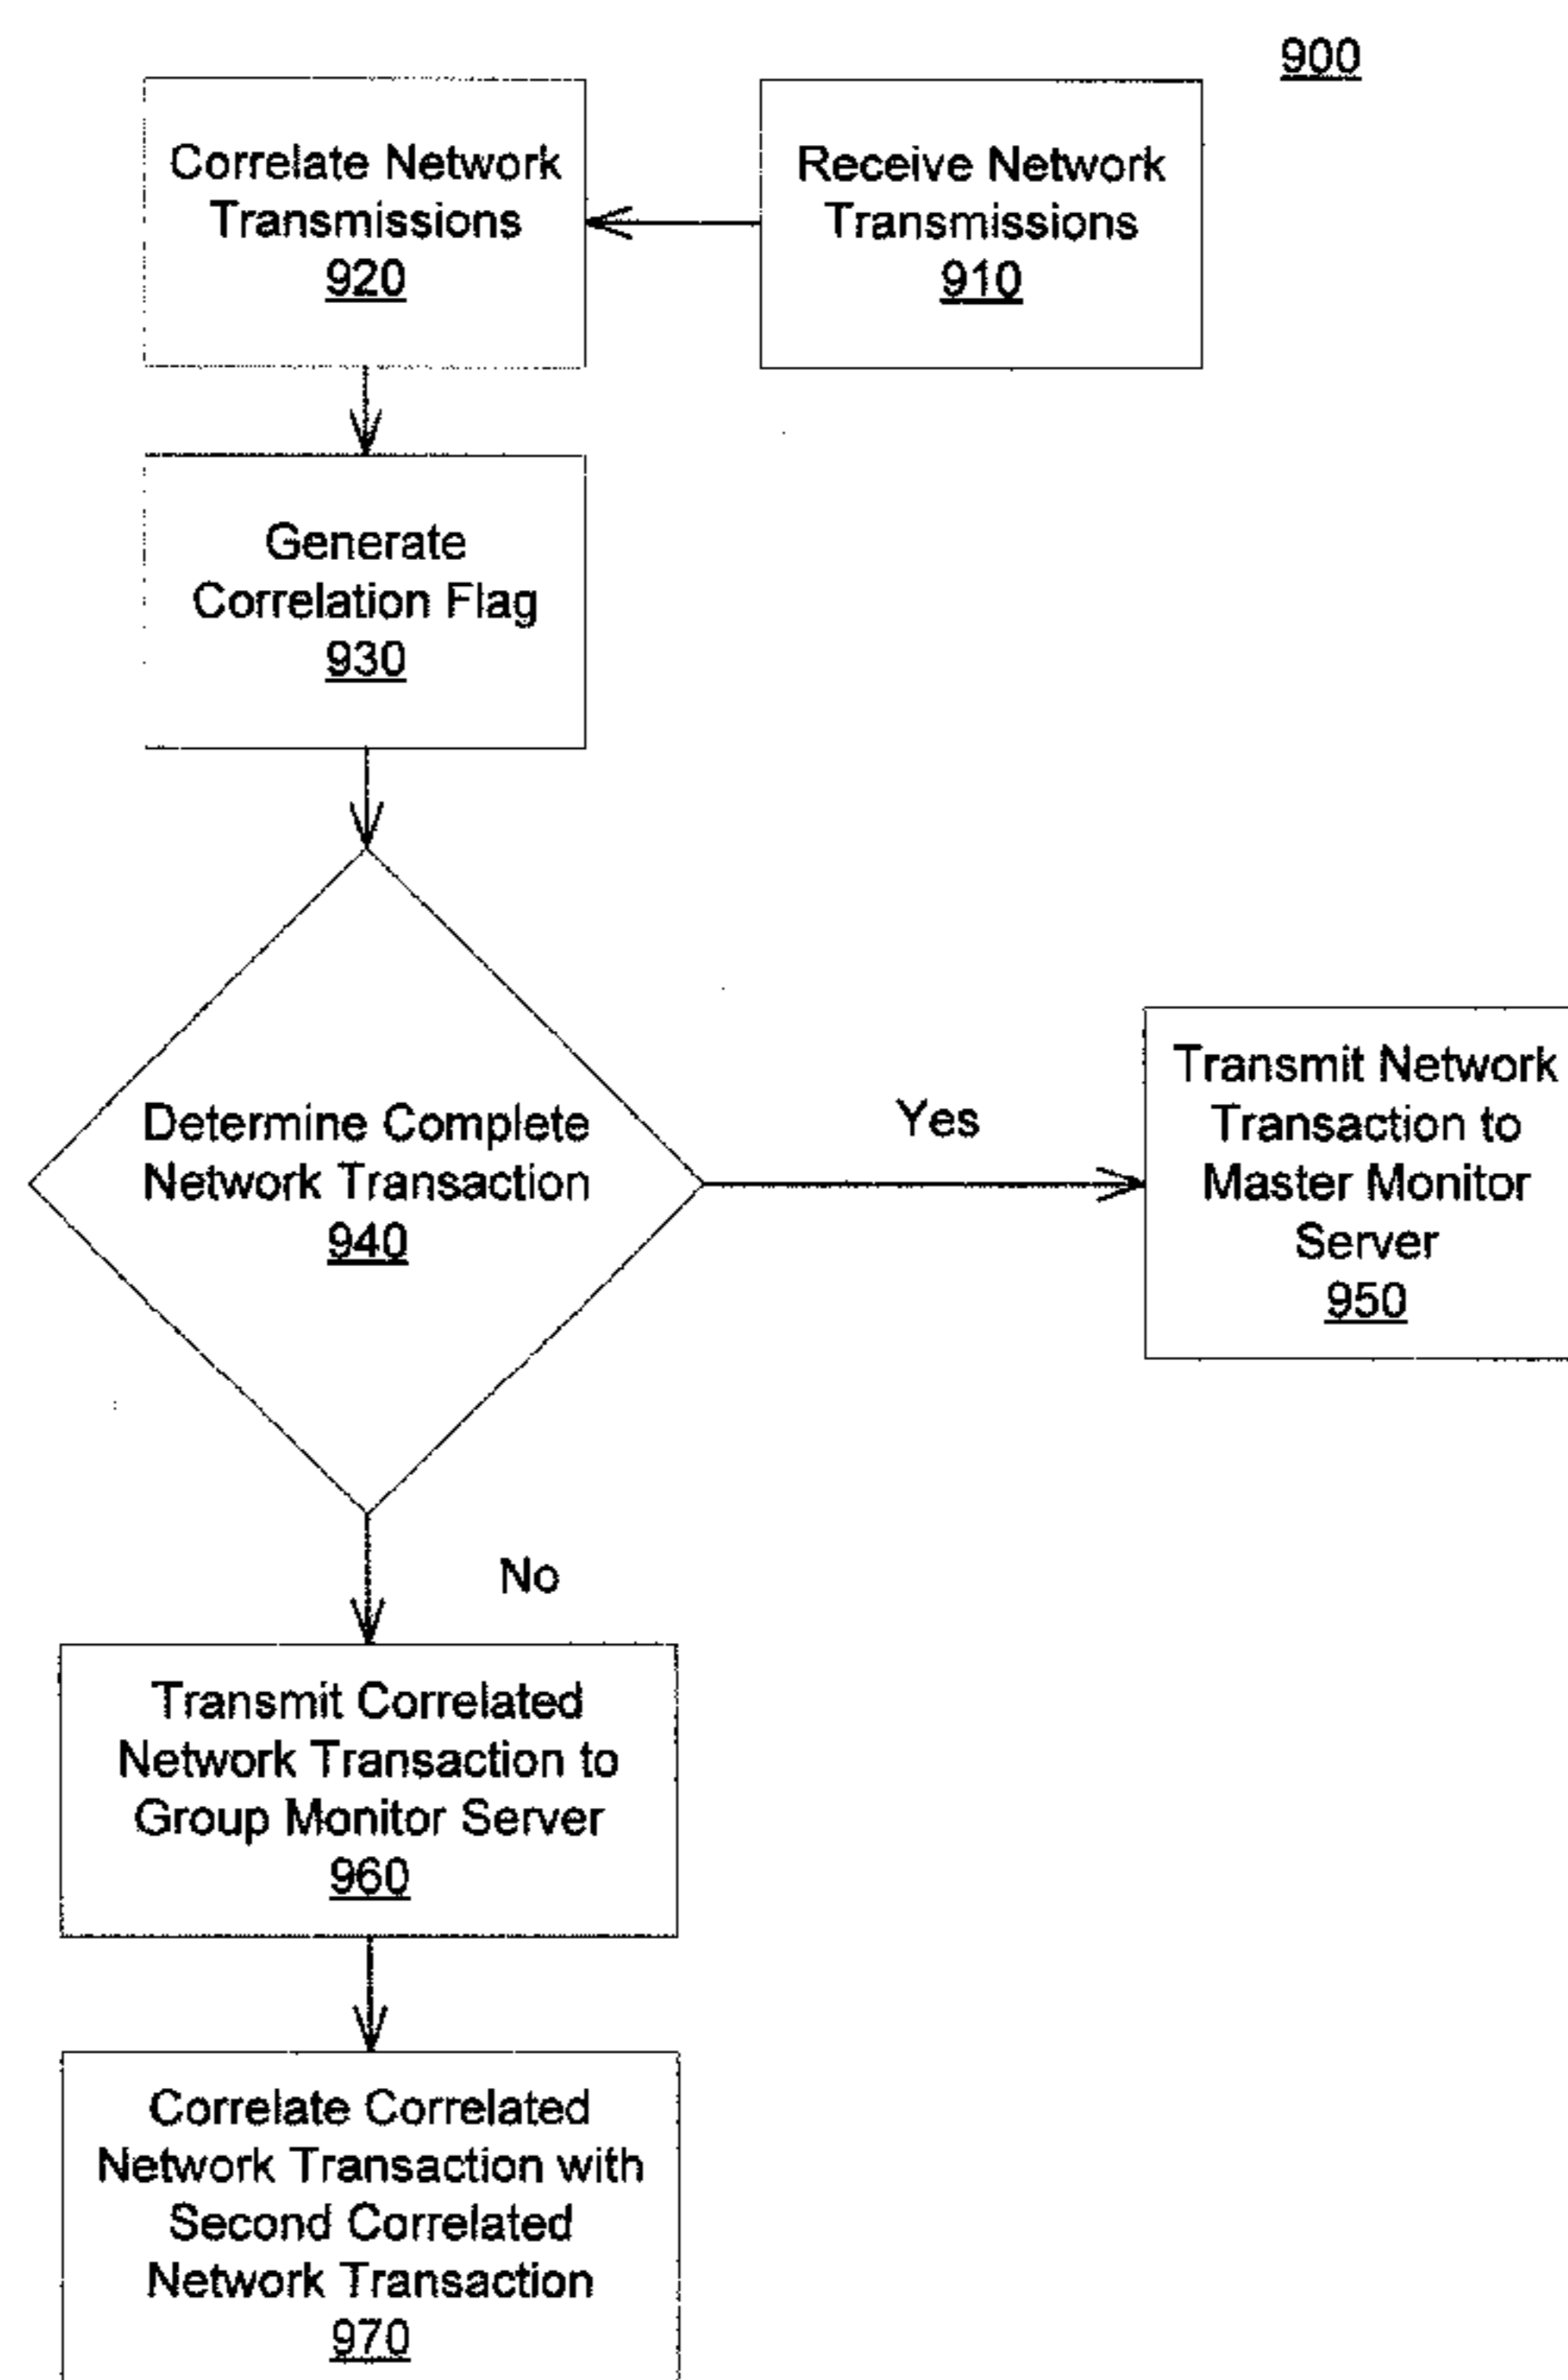 900
Receive Network
Transmissions
910
Correlate Network
Transmissions
920
Generate
Correlation Flag
930
Determine Complete
Network Transaction
940
Yes
Transmit Network
Transaction to
Master Monitor
Server
950
No
Transmit Correlated
Network Transaction to
Group Monitor Server
960
Correlate Correlated
Network Transaction with
Second Correlated
Network Transaction
970